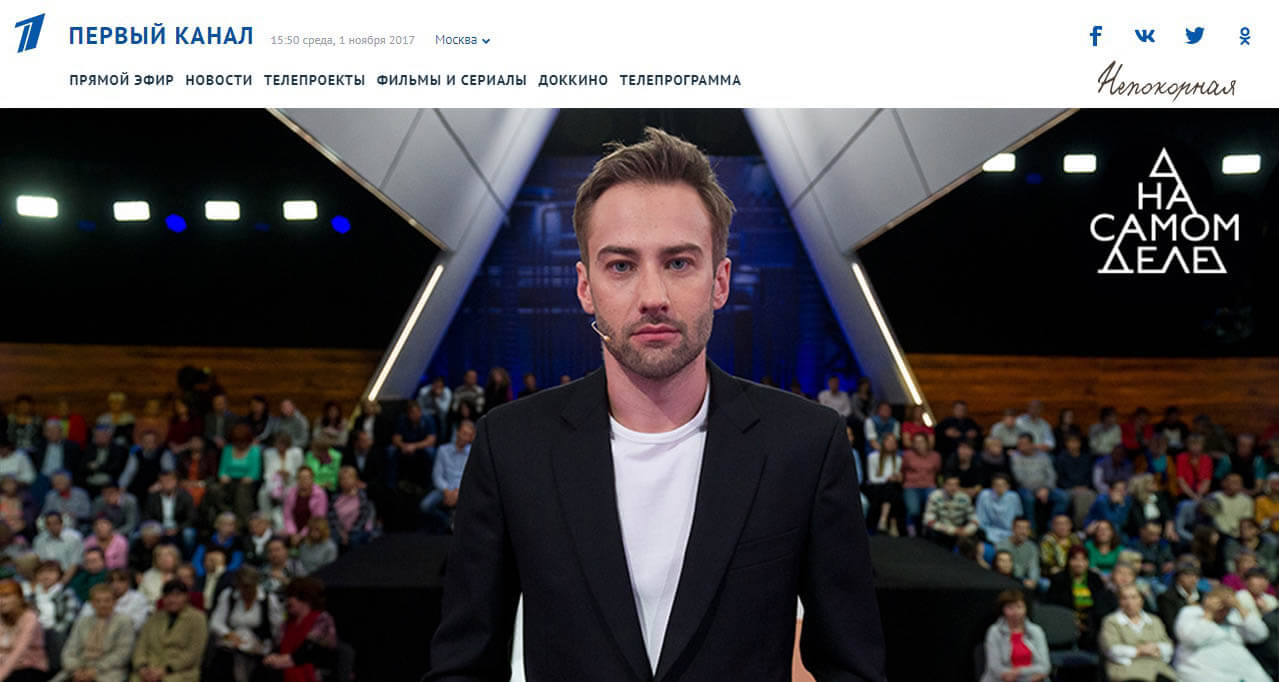 ПЕРВЫЙ КАНАЛ
15:50 среда, 1 ноября 2017
Москва
ПРЯМОЙ ЭФИР НОВОСТИ ТЕЛЕПРОЕКТЫ ФИЛЬМЫ И СЕРИАЛЫ ДОККИНО ТЕЛЕПРОГРАММА
Непокорная
А
НА
САМОМ
ДЕЛЕ